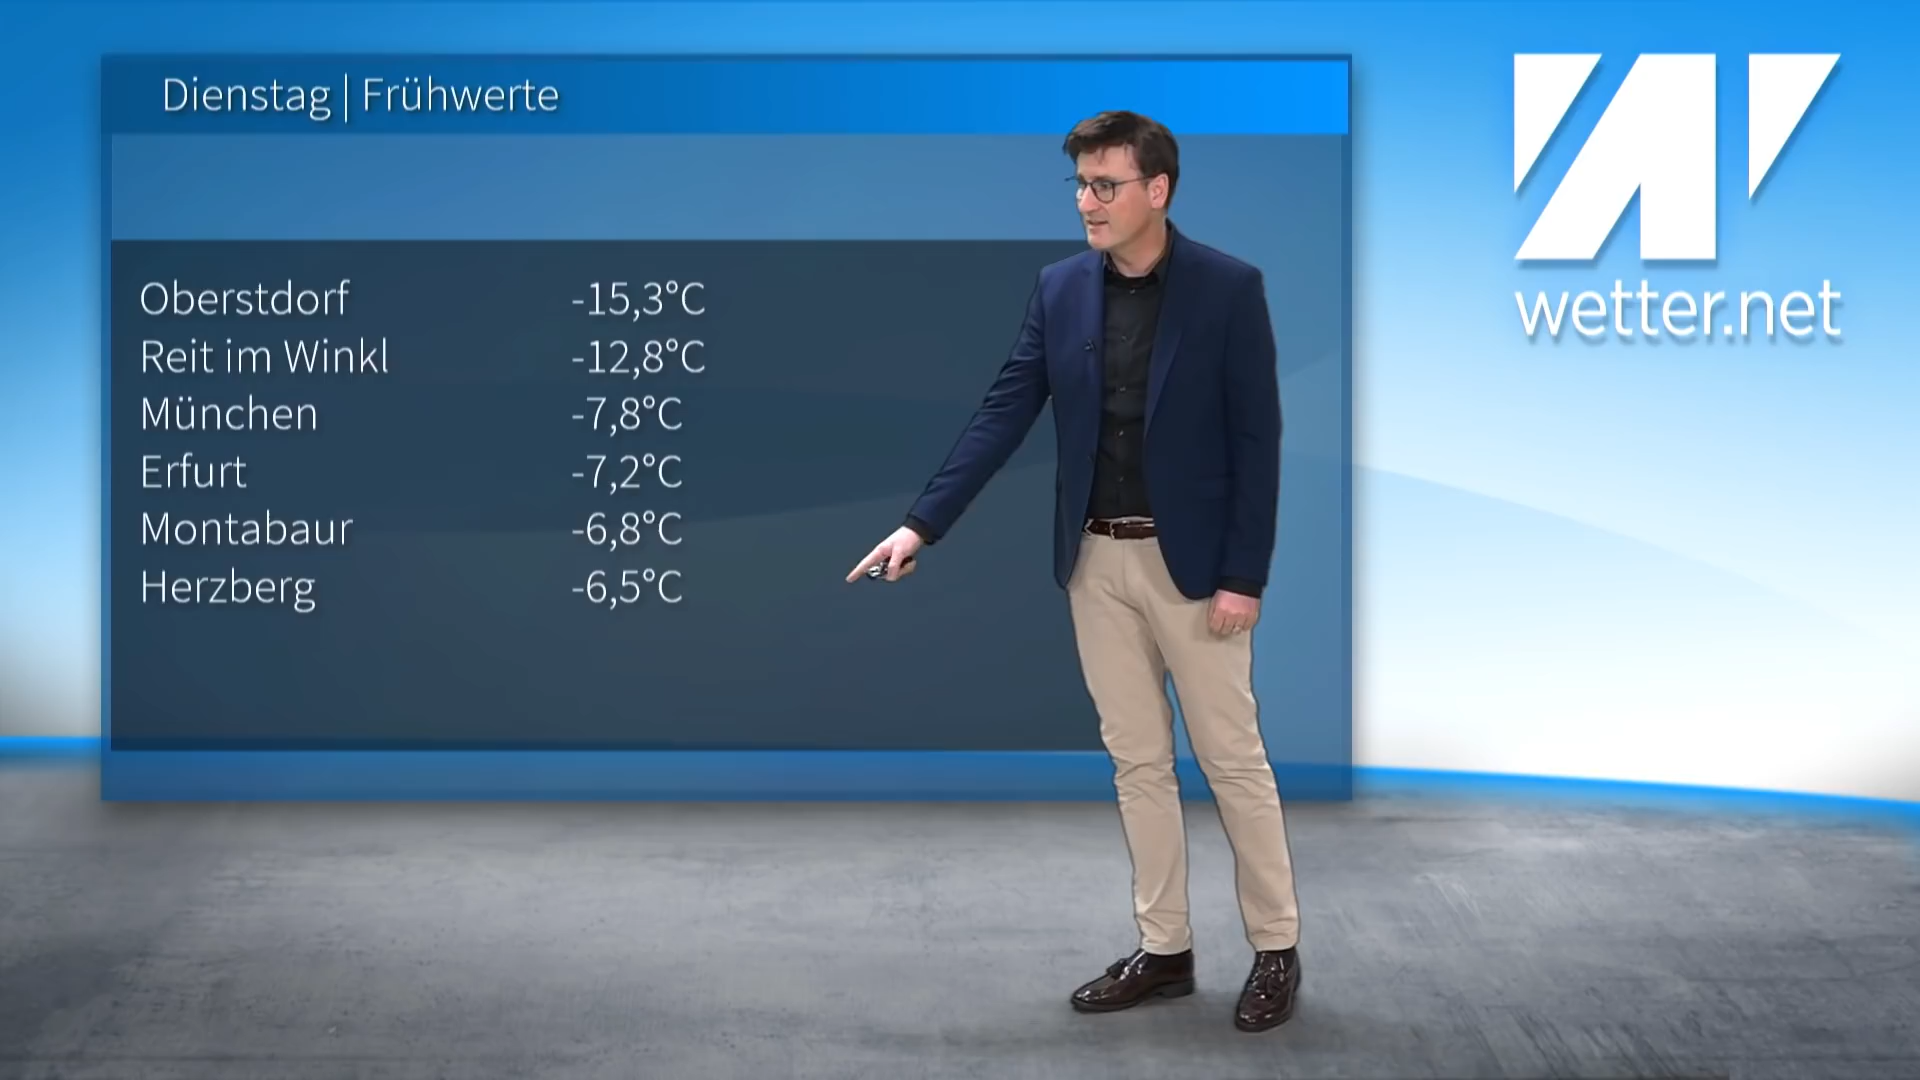 Dienstag | Frühwerte
Oberstdorf -15,3°C
Reit im Winkl -12,8°C
München -7,8°C
Erfurt -7,2°C
Montabaur -6,8°C
Herzberg -6,5°C
wetter.net